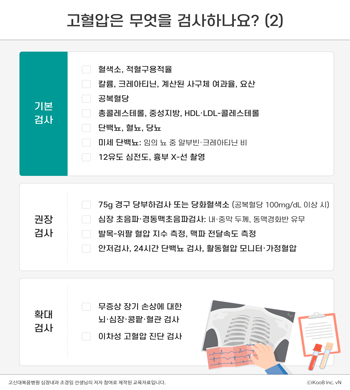 고혈압은 무엇을 검사하나요? (2)
기본
검사
혈색소, 적혈구용적율
칼륨, 크레아티닌, 계산된 사구체 여과율, 요산
공복혈당
총콜레스테롤, 중성지방, HDL·LDL-콜레스테롤
단백뇨, 혈뇨, 당뇨
미세 단백뇨: 임의 뇨 중 알부빈·크레아티닌 비
12유도 심전도, 흉부 X-선 촬영
권장
검사
75g 경구 당부하검사 또는 당화혈색소 (공복혈당 100mg/dL 이상 시)
심장 초음파·경동맥초음파검사: 내·중막 두께, 동맥경화반 유무
발목-위팔 혈압 지수 측정, 맥파 전달속도 측정
안저검사, 24시간 단백뇨 검사, 활동혈압 모니터·가정혈압
확대
검사
무증상 장기 손상에 대한
뇌·심장·콩팥·혈관 검사
이차성 고혈압 진단 검사
고신대복음병원 심장내과 조경임 선생님의 저자 참여로 제작된 교육자료입니다.
ⓒiKooB Inc. vN